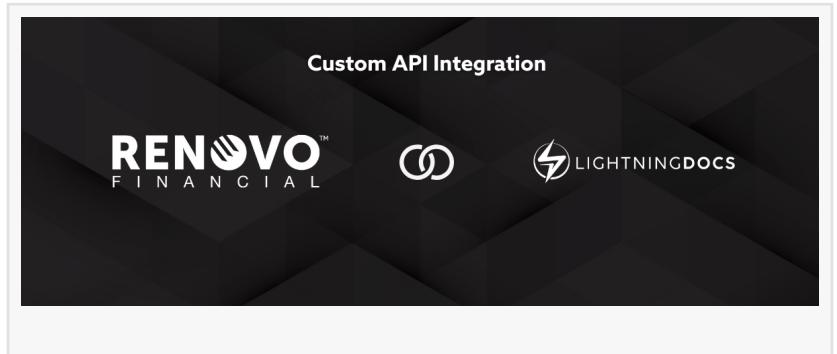 Custom API Integration
RENOVO™
FINANCIAL
LIGHTNINGDOCS